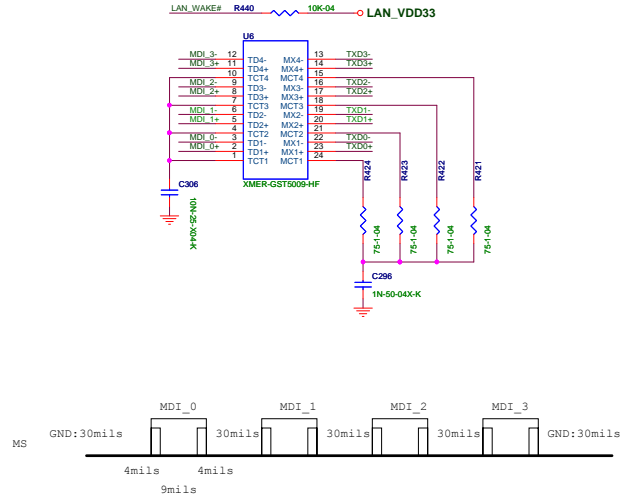 LAN_WAKE# R440 10K-04 LAN_VDD33
U6
MDI_3- 12 TD4- MX4- 13 TXD3-
MDI_3+ 11 TD4+ MX4+ 14 TXD3+
10 TCT4 MCT4 15
MDI_2- 9 TD3- MX3- 16 TXD2-
MDI_2+ 8 TD3+ MX3+ 17 TXD2+
7 TCT3 MCT3 18
MDI_1- 6 TD2- MX2- 19 TXD1-
MDI_1+ 5 TD2+ MX2+ 20 TXD1+
4 TCT2 MCT2 21
MDI_0- 3 TD1- MX1- 22 TXD0-
MDI_0+ 2 TD1+ MX1+ 23 TXD0+
1 TCT1 MCT1 24
XMER-GST5009-HF
C306
10N-25-X04-K
R424 R423 R422 R421
75-1-04 75-1-04 75-1-04 75-1-04
C296
1N-50-04X-K
MDI_0 MDI_1 MDI_2 MDI_3
MS GND:30mils 30mils 30mils 30mils GND:30mils
4mils 4mils
9mils